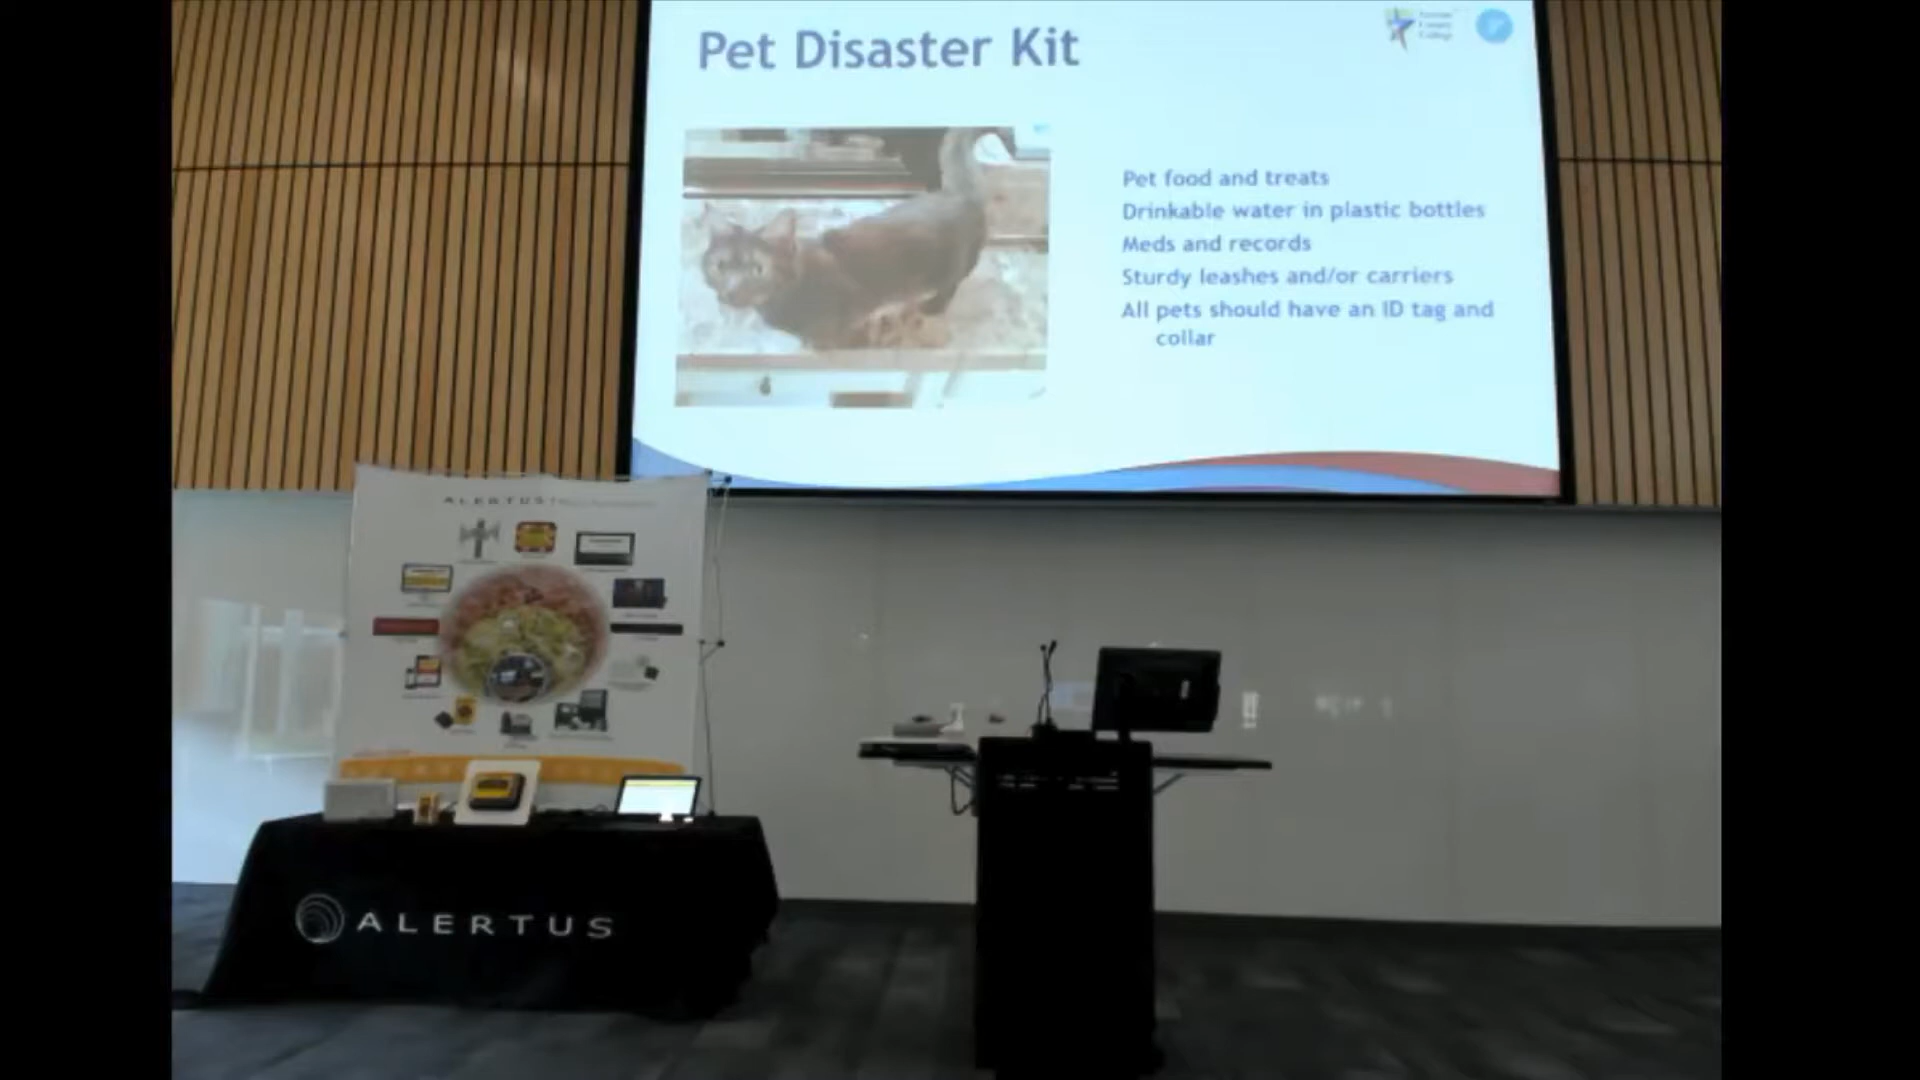 Pet Disaster Kit
Pet food and treats
Drinkable water in plastic bottles
Meds and records
Sturdy leashes and/or carriers
All pets should have an ID tag and
collar
ALERTUS
ALERTUS